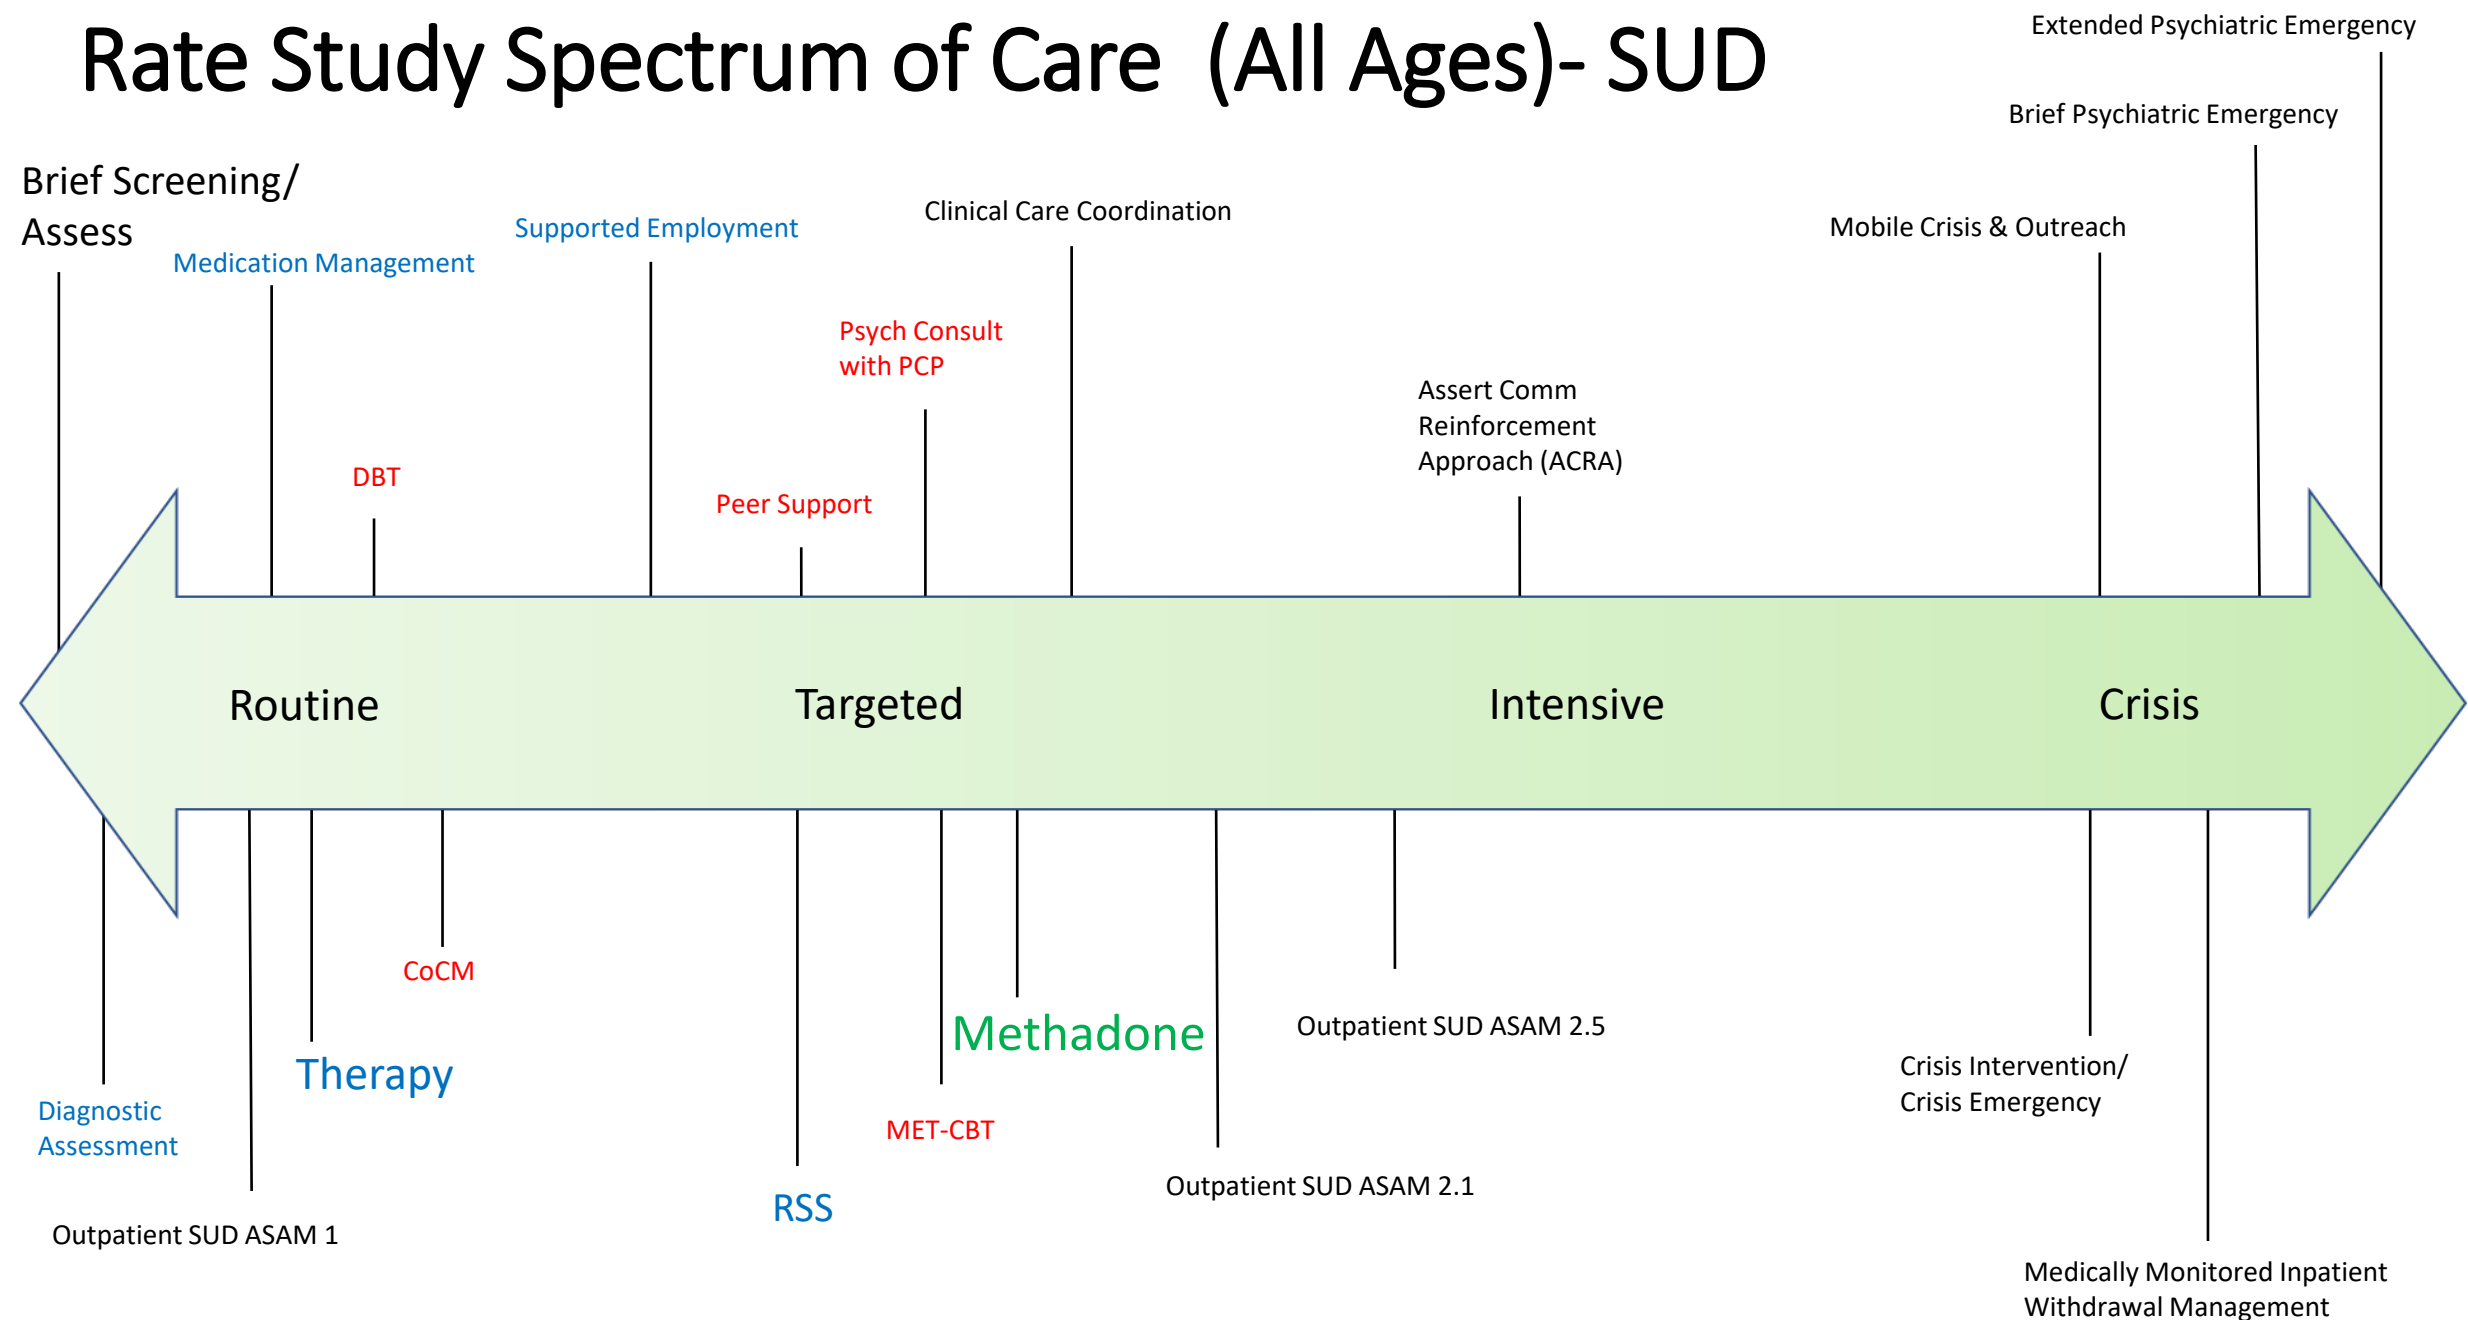 Rate Study Spectrum of Care (All Ages)- SUD
Extended Psychiatric Emergency
Brief Psychiatric Emergency
Brief Screening/
Assess
Medication Management
Supported Employment
Clinical Care Coordination
Mobile Crisis & Outreach
Psych Consult
with PCP
Assert Comm
Reinforcement
Approach (ACRA)
DBT
Peer Support
Routine
Targeted
Intensive
Crisis
CoCM
Therapy
Methadone
Outpatient SUD ASAM 2.5
Crisis Intervention/
Crisis Emergency
Diagnostic
Assessment
MET-CBT
Outpatient SUD ASAM 2.1
RSS
Outpatient SUD ASAM 1
Medically Monitored Inpatient
Withdrawal Management